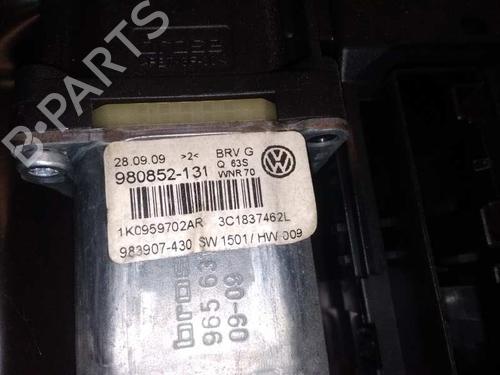 B-PARTS
28.09.09 >2< BRV G
Q 63S
980852-131 WNR 70
1K0959702AR 3C1837462L
983907-430 SW 1501/ HW 009
brose
965 63
09-09